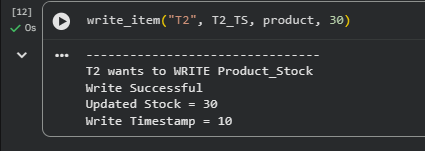 [12]
0s
write_item("T2", T2_TS, product, 30)
--------------------------------
T2 wants to WRITE Product_Stock
Write Successful
Updated Stock = 30
Write Timestamp = 10